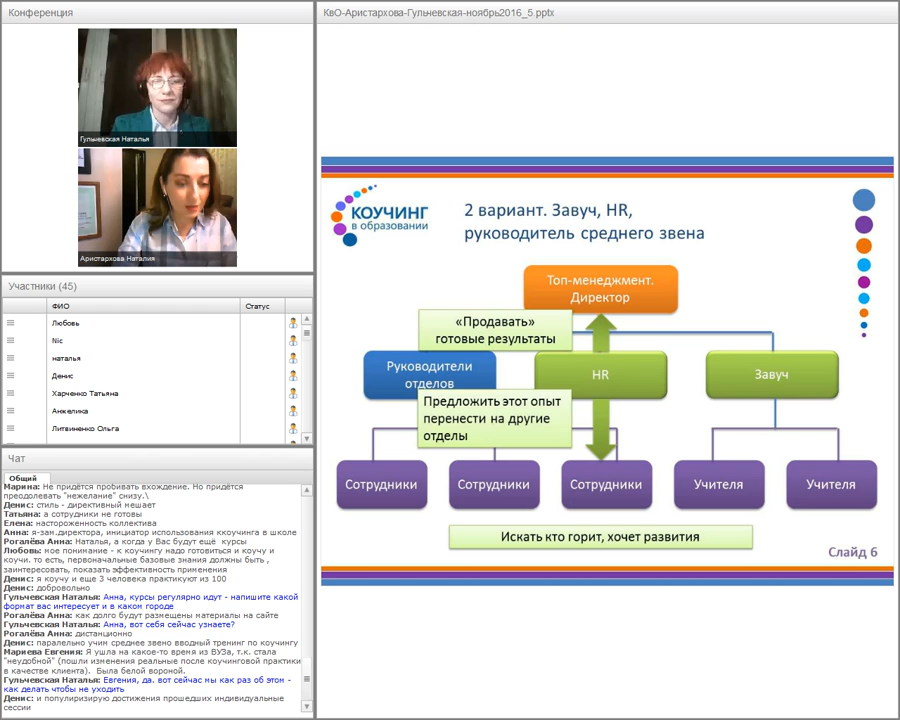 Конференция
Гульчевская Наталья
Аристархова Наталия
Участники (45)
ФИО
Статус
Любовь
Nic
наталья
Денис
Харченко Татьяна
Анжелика
Литвиненко Ольга
Чат
Общий
Марина: Не придётся пробивать вхождение. Но придётся
преодолевать "нежелание" снизу.\
Денис: стиль - директивный мешает
Татьяна: а сотрудники не готовы
Елена: настороженность коллектива
Анна: я-зам.директора, инициатор использования ккоучинга в школе
Рогалёва Анна: Наталья, а когда у Вас будут ещё курсы
Любовь: мое понимание - к коучингу надо готовиться и коучу и
коучи. то есть, первоначальные базовые знания должны быть ,
заинтересовать, показать эффективность применения
Денис: я коучу и еще 3 человека практикуют из 100
Денис: добровольно
Гульчевская Наталья: Анна, курсы регулярно идут - напишите какой
формат вас интересует и в каком городе
Рогалёва Анна: как долго будут размещены материалы на сайте
Гульчевская Наталья: Анна, вот себя сейчас узнаете?
Рогалёва Анна: дистанционно
Денис: паралельно учим среднее звено вводный тренинг по коучингу
Мариева Евгения: Я ушла на какое-то время из ВУЗа, т.к. стала
"неудобной" (пошли изменения реальные после коучинговой практики
в качестве клиента). Была белой вороной.
Гульчевская Наталья: Евгения, да. вот сейчас мы как раз об этом -
как делать чтобы не уходить
Денис: и популяризирую достижения прошедших индивидуальные
сессии
КвО-Аристархова-Гульневская-ноябрь2016_5.pptx
КОУЧИНГ
в образовании
2 вариант. Завуч, HR,
руководитель среднего звена
Топ-менеджмент.
Директор
«Продавать»
готовые результаты
Руководители
отделов
HR
Завуч
Предложить этот опыт
перенести на другие
отделы
Сотрудники
Сотрудники
Сотрудники
Учителя
Учителя
Искать кто горит, хочет развития
Слайд 6